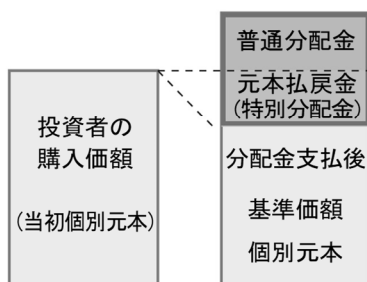 投資者の
購入価額
(当初個別元本)
普通分配金
元本払戻金
(特別分配金)
分配金支払後
基準価額
個別元本